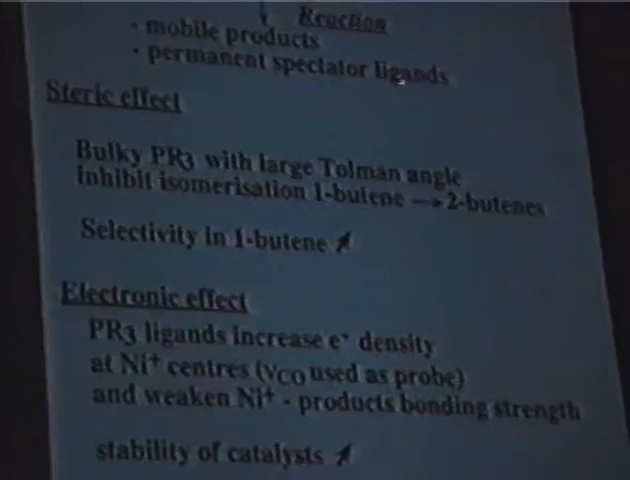 Reaction
- mobile products
- permanent spectator ligands
Steric effect
Bulky PR3 with large Tolman angle
inhibit isomerisation 1-butene → 2-butenes
Selectivity in 1-butene ↗
Electronic effect
PR3 ligands increase e- density
at Ni+ centres (νCO used as probe)
and weaken Ni+ - products bonding strength
stability of catalysts ↗